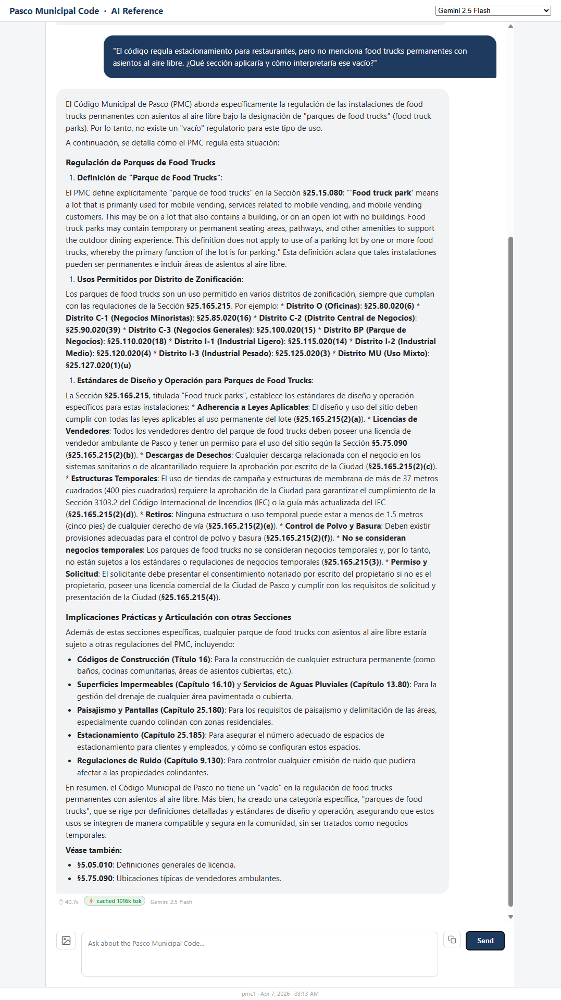 Pasco Municipal Code · AI Reference
Gemini 2.5 Flash
"El código regula estacionamiento para restaurantes, pero no menciona food trucks permanentes con
asientos al aire libre. ¿Qué sección aplicaría y cómo interpretaría ese vacío?"
El Código Municipal de Pasco (PMC) aborda específicamente la regulación de las instalaciones de food
trucks permanentes con asientos al aire libre bajo la designación de "parques de food trucks" (food truck
parks). Por lo tanto, no existe un "vacío" regulatorio para este tipo de uso.
A continuación, se detalla cómo el PMC regula esta situación:
Regulación de Parques de Food Trucks
1. Definición de "Parque de Food Trucks":
El PMC define explícitamente "parque de food trucks" en la Sección §25.15.080: "'Food truck park' means
a lot that is primarily used for mobile vending, services related to mobile vending, and mobile vending
customers. This may be on a lot that also contains a building, or on an open lot with no buildings. Food
truck parks may contain temporary or permanent seating areas, pathways, and other amenities to support
the outdoor dining experience. This definition does not apply to use of a parking lot by one or more food
trucks, whereby the primary function of the lot is for parking." Esta definición aclara que tales instalaciones
pueden ser permanentes e incluir áreas de asientos al aire libre.
1. Usos Permitidos por Distrito de Zonificación:
Los parques de food trucks son un uso permitido en varios distritos de zonificación, siempre que cumplan
con las regulaciones de la Sección §25.165.215. Por ejemplo: * Distrito O (Oficinas): §25.80.020(6) *
Distrito C-1 (Negocios Minoristas): §25.85.020(16) * Distrito C-2 (Distrito Central de Negocios):
§25.90.020(39) * Distrito C-3 (Negocios Generales): §25.100.020(15) * Distrito BP (Parque de
Negocios): §25.110.020(18) * Distrito I-1 (Industrial Ligero): §25.115.020(14) * Distrito I-2 (Industrial
Medio): §25.120.020(4) * Distrito I-3 (Industrial Pesado): §25.125.020(3) * Distrito MU (Uso Mixto):
§25.127.020(1)(u)
1. Estándares de Diseño y Operación para Parques de Food Trucks:
La Sección §25.165.215, titulada "Food truck parks", establece los estándares de diseño y operación
específicos para estas instalaciones: * Adherencia a Leyes Aplicables: El diseño y uso del sitio deben
cumplir con todas las leyes aplicables al uso permanente del lote (§25.165.215(2)(a)). * Licencias de
Vendedores: Todos los vendedores dentro del parque de food trucks deben poseer una licencia de
vendedor ambulante de Pasco y tener un permiso para el uso del sitio según la Sección §5.75.090
(§25.165.215(2)(b)). * Descargas de Desechos: Cualquier descarga relacionada con el negocio en los
sistemas sanitarios o de alcantarillado requiere la aprobación por escrito de la Ciudad (§25.165.215(2)(c)).
* Estructuras Temporales: El uso de tiendas de campaña y estructuras de membrana de más de 37 metros
cuadrados (400 pies cuadrados) requiere la aprobación de la Ciudad para garantizar el cumplimiento de la
Sección 3103.2 del Código Internacional de Incendios (IFC) o la guía más actualizada del IFC
(§25.165.215(2)(d)). * Retiros: Ninguna estructura o uso temporal puede estar a menos de 1.5 metros
(cinco pies) de cualquier derecho de vía (§25.165.215(2)(e)). * Control de Polvo y Basura: Deben existir
provisiones adecuadas para el control de polvo y basura (§25.165.215(2)(f)). * No se consideran
negocios temporales: Los parques de food trucks no se consideran negocios temporales y, por lo tanto,
no están sujetos a los estándares o regulaciones de negocios temporales (§25.165.215(3)). * Permiso y
Solicitud: El solicitante debe presentar el consentimiento notariado por escrito del propietario si no es el
propietario, poseer una licencia comercial de la Ciudad de Pasco y cumplir con los requisitos de solicitud y
presentación de la Ciudad (§25.165.215(4)).
Implicaciones Prácticas y Articulación con otras Secciones
Además de estas secciones específicas, cualquier parque de food trucks con asientos al aire libre estaría
sujeto a otras regulaciones del PMC, incluyendo:
• Códigos de Construcción (Título 16): Para la construcción de cualquier estructura permanente (como
baños, cocinas comunitarias, áreas de asientos cubiertas, etc.).
• Superficies Impermeables (Capítulo 16.10) y Servicios de Aguas Pluviales (Capítulo 13.80): Para la
gestión del drenaje de cualquier área pavimentada o cubierta.
• Paisajismo y Pantallas (Capítulo 25.180): Para los requisitos de paisajismo y delimitación de las áreas,
especialmente cuando colindan con zonas residenciales.
• Estacionamiento (Capítulo 25.185): Para asegurar el número adecuado de espacios de
estacionamiento para clientes y empleados, y cómo se configuran estos espacios.
• Regulaciones de Ruido (Capítulo 9.130): Para controlar cualquier emisión de ruido que pudiera
afectar a las propiedades colindantes.
En resumen, el Código Municipal de Pasco no tiene un "vacío" en la regulación de food trucks
permanentes con asientos al aire libre. Más bien, ha creado una categoría específica, "parques de food
trucks", que se rige por definiciones detalladas y estándares de diseño y operación, asegurando que estos
usos se integren de manera compatible y segura en la comunidad, sin ser tratados como negocios
temporales.
Véase también:
• §5.05.010: Definiciones generales de licencia.
• §5.75.090: Ubicaciones típicas de vendedores ambulantes.
40.7s cached 1016k tok Gemini 2.5 Flash
Ask about the Pasco Municipal Code...
Send
pmc1 · Apr 7, 2026 · 03:13 AM